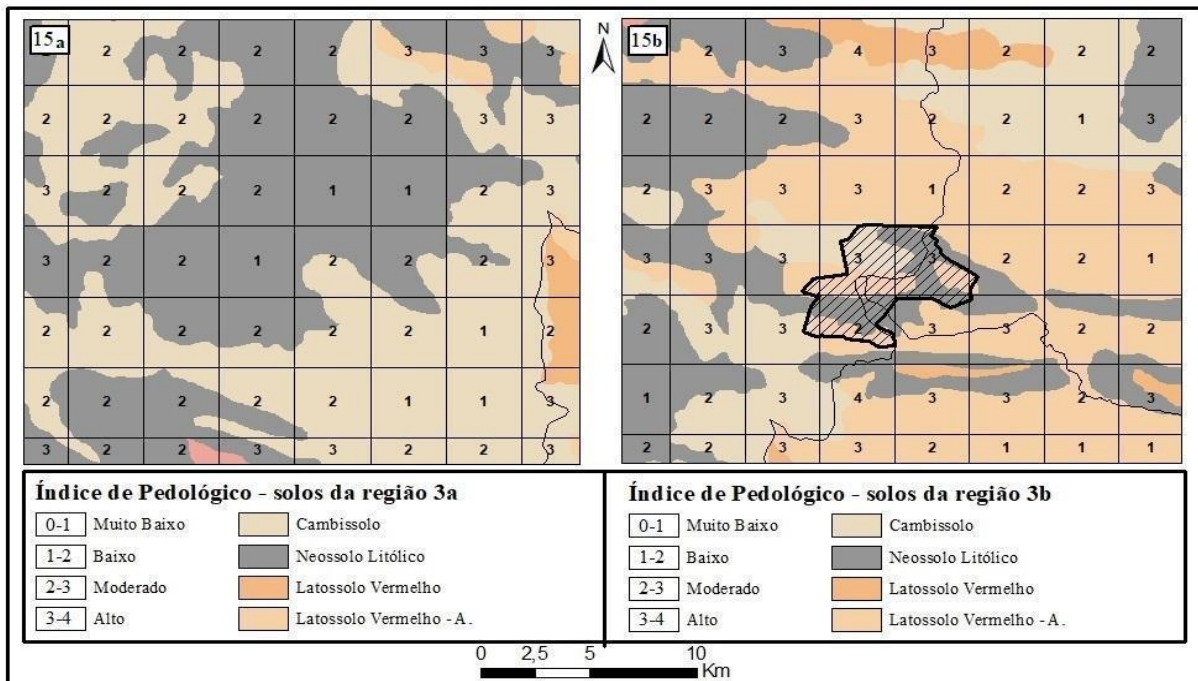 15a
2 2 2 2 3 3 3
2 2 2 2 2 2 3 3
3 2 2 2 1 1 2 3
3 2 2 1 2 2 2 3
2 2 2 2 2 2 1 2
2 2 2 2 2 1 1 3
3 2 2 3 3 2 2 3
N
15b
2 3 4 3 2 2 2
2 2 2 3 2 2 1 3
2 3 3 3 1 2 2 3
3 3 3 3 3 2 2 1
2 3 3 2 3 3 2 2
1 2 3 4 3 3 2 3
2 2 3 3 2 1 1 1
Índice de Pedológico - solos da região 3a
0-1 Muito Baixo Cambissolo
1-2 Baixo Neossolo Litólico
2-3 Moderado Latossolo Vermelho
3-4 Alto Latossolo Vermelho - A.
Índice de Pedológico - solos da região 3b
0-1 Muito Baixo Cambissolo
1-2 Baixo Neossolo Litólico
2-3 Moderado Latossolo Vermelho
3-4 Alto Latossolo Vermelho - A.
0 2,5 5 10
Km